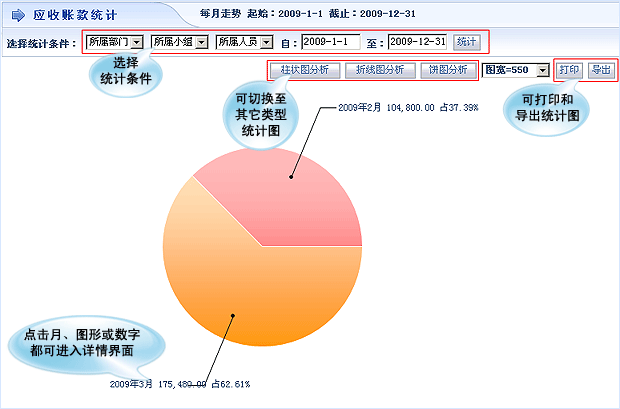 应收账款统计 每月走势 起始：2009-1-1 截止：2009-12-31
选择统计条件： 所属部门 所属小组 所属人员 自： 2009-1-1 至： 2009-12-31 统计
选择
统计条件
柱状图分析 折线图分析 饼图分析 图宽=550 打印 导出
可切换至
其它类型
统计图
可打印和
导出统计图
2009年2月 104,800.00 占37.39%
点击月、图形或数字
都可进入详情界面
2009年3月 175,480.00 占62.61%